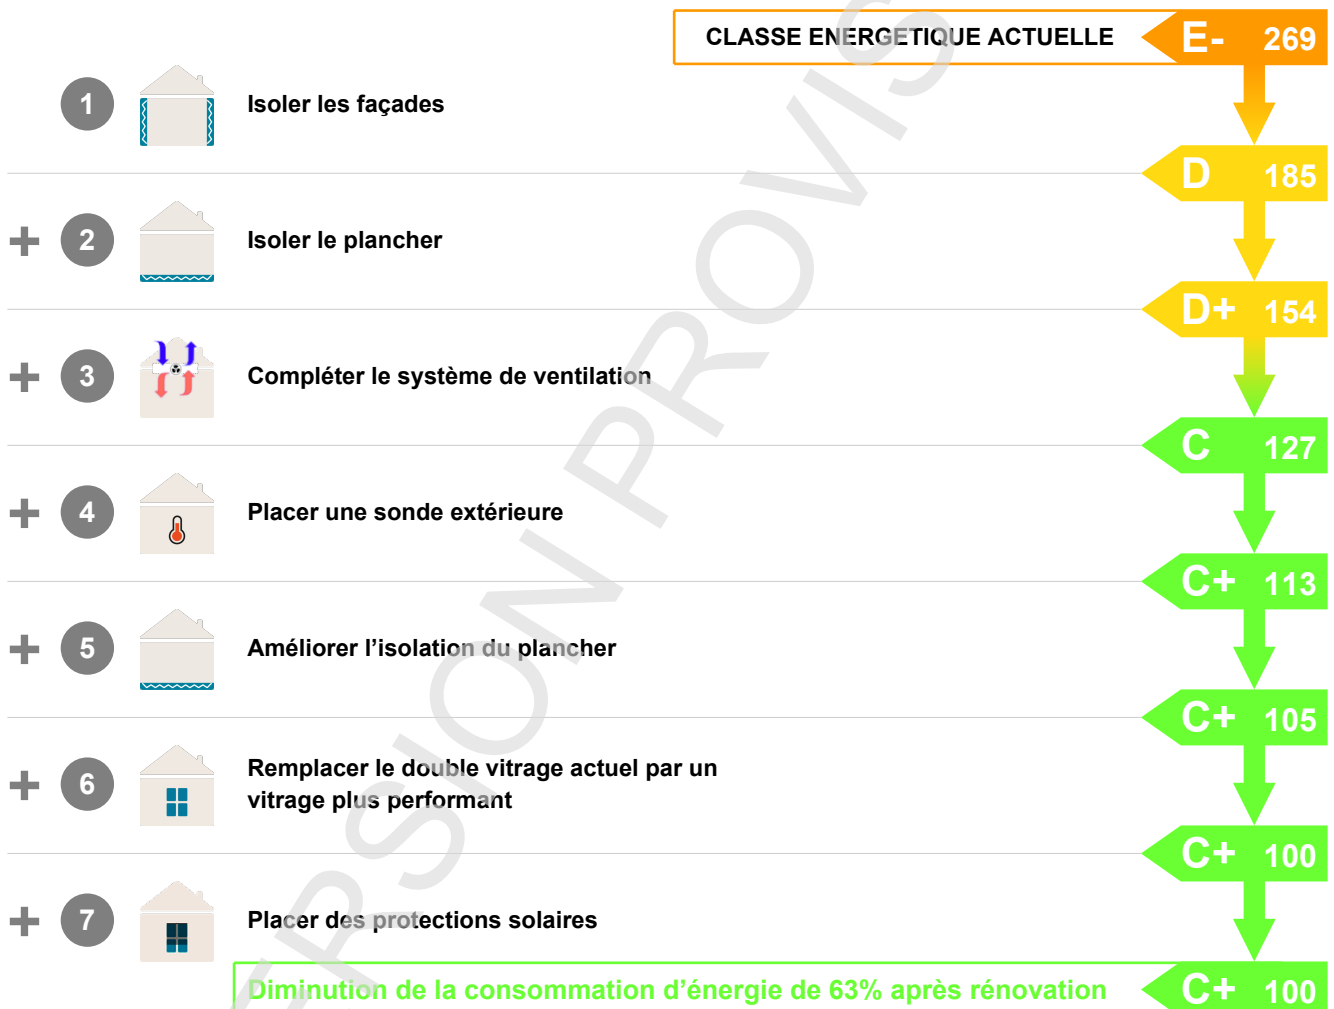 CLASSE ENERGETIQUE ACTUELLE E- 269
1 Isoler les façades
D 185
+ 2 Isoler le plancher
D+ 154
+ 3 Compléter le système de ventilation
C 127
+ 4 Placer une sonde extérieure
C+ 113
+ 5 Améliorer l’isolation du plancher
C+ 105
+ 6 Remplacer le double vitrage actuel par un
vitrage plus performant
C+ 100
+ 7 Placer des protections solaires
Diminution de la consommation d’énergie de 63% après rénovation C+ 100
ERSION PROVIS